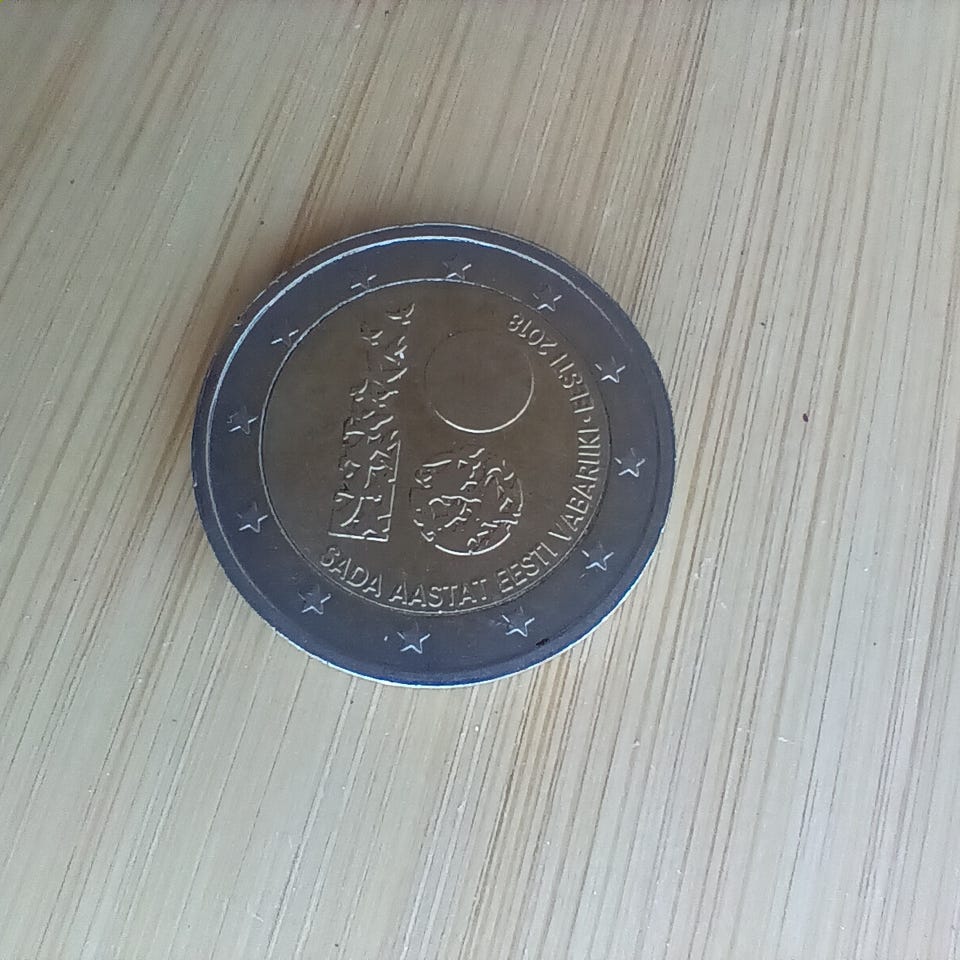 SADA AASTAT EESTI VABARIIKI • EESTI 2018